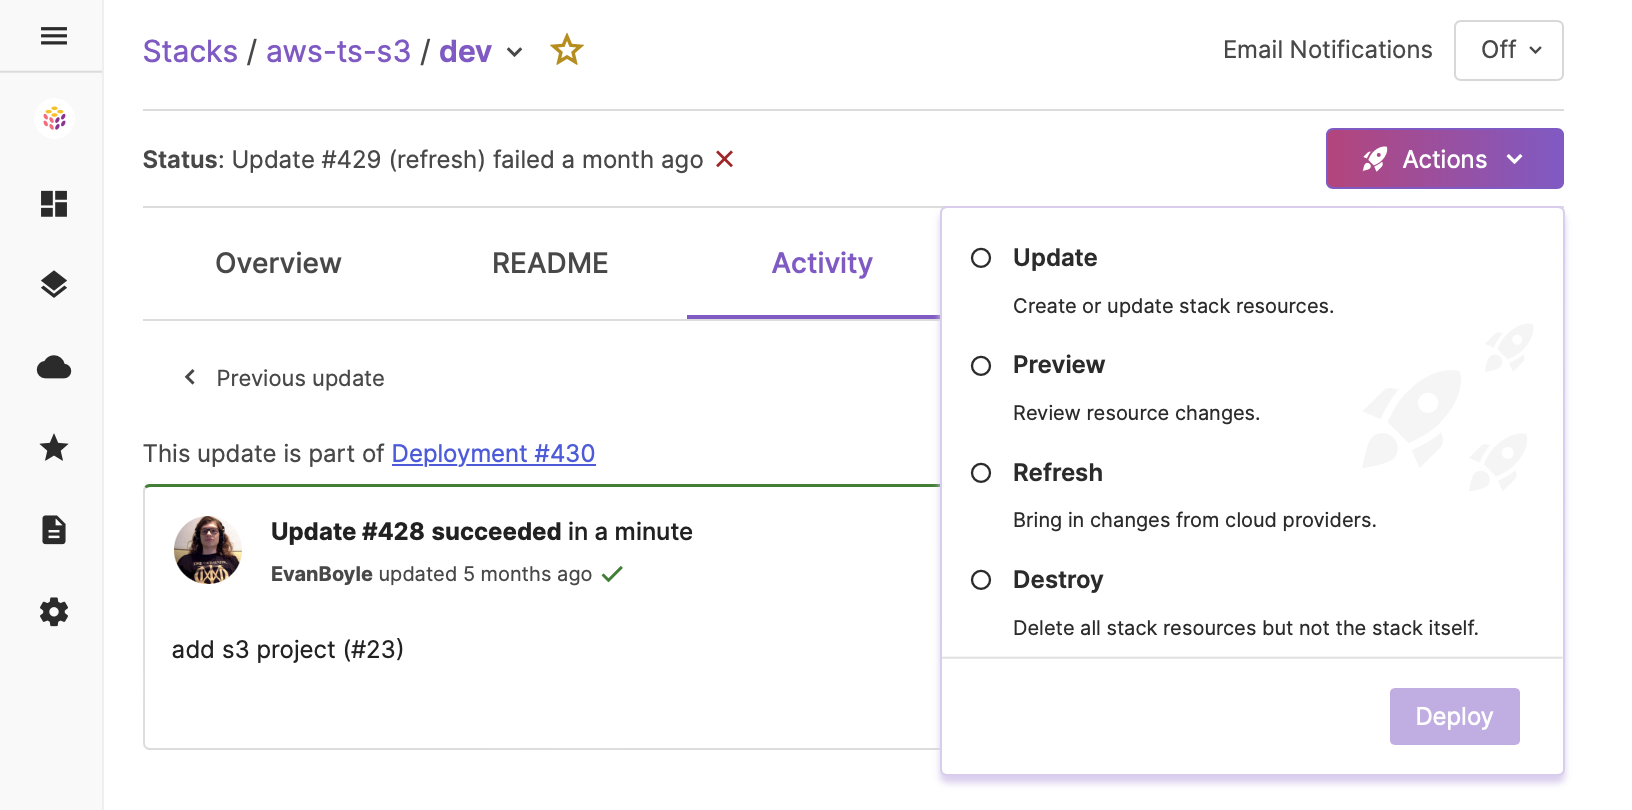 Stacks / aws-ts-s3 / dev
Email Notifications Off
Status: Update #429 (refresh) failed a month ago
Actions
Overview README Activity
Previous update
This update is part of Deployment #430
Update #428 succeeded in a minute
EvanBoyle updated 5 months ago
add s3 project (#23)
Update
Create or update stack resources.
Preview
Review resource changes.
Refresh
Bring in changes from cloud providers.
Destroy
Delete all stack resources but not the stack itself.
Deploy